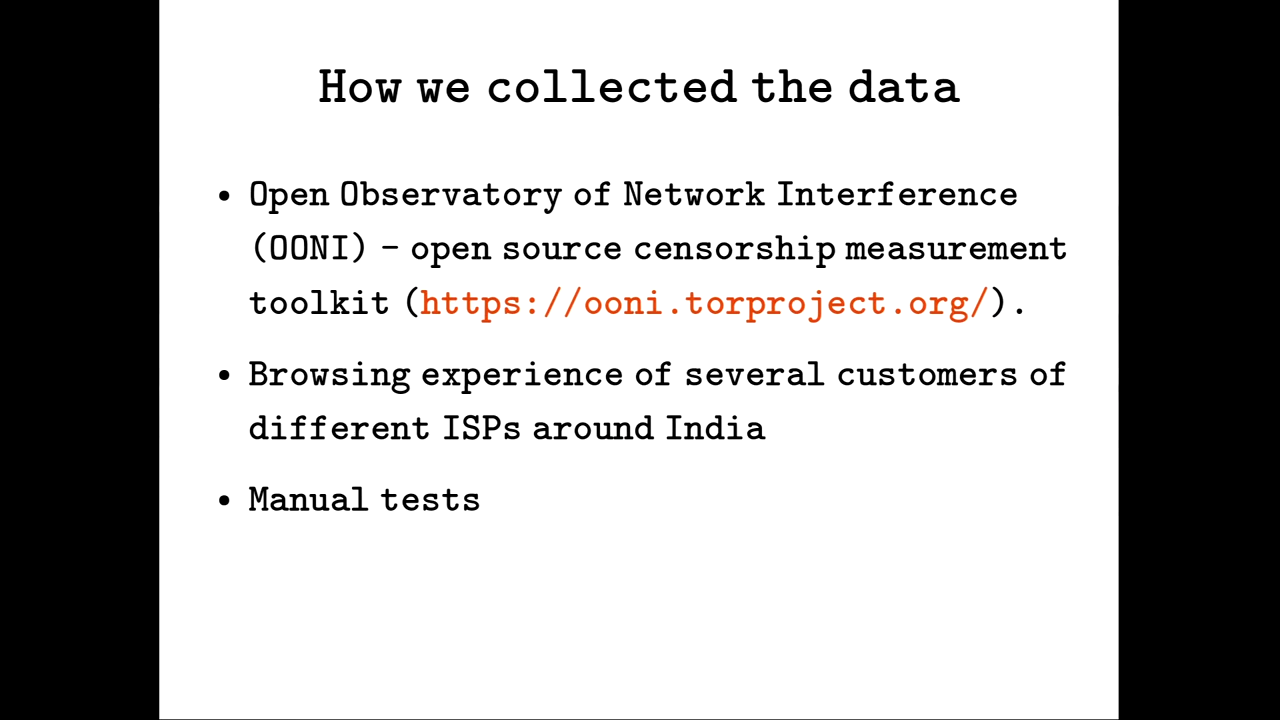 How we collected the data
• Open Observatory of Network Interference
(OONI) – open source censorship measurement
toolkit (https://ooni.torproject.org/).
• Browsing experience of several customers of
different ISPs around India
• Manual tests